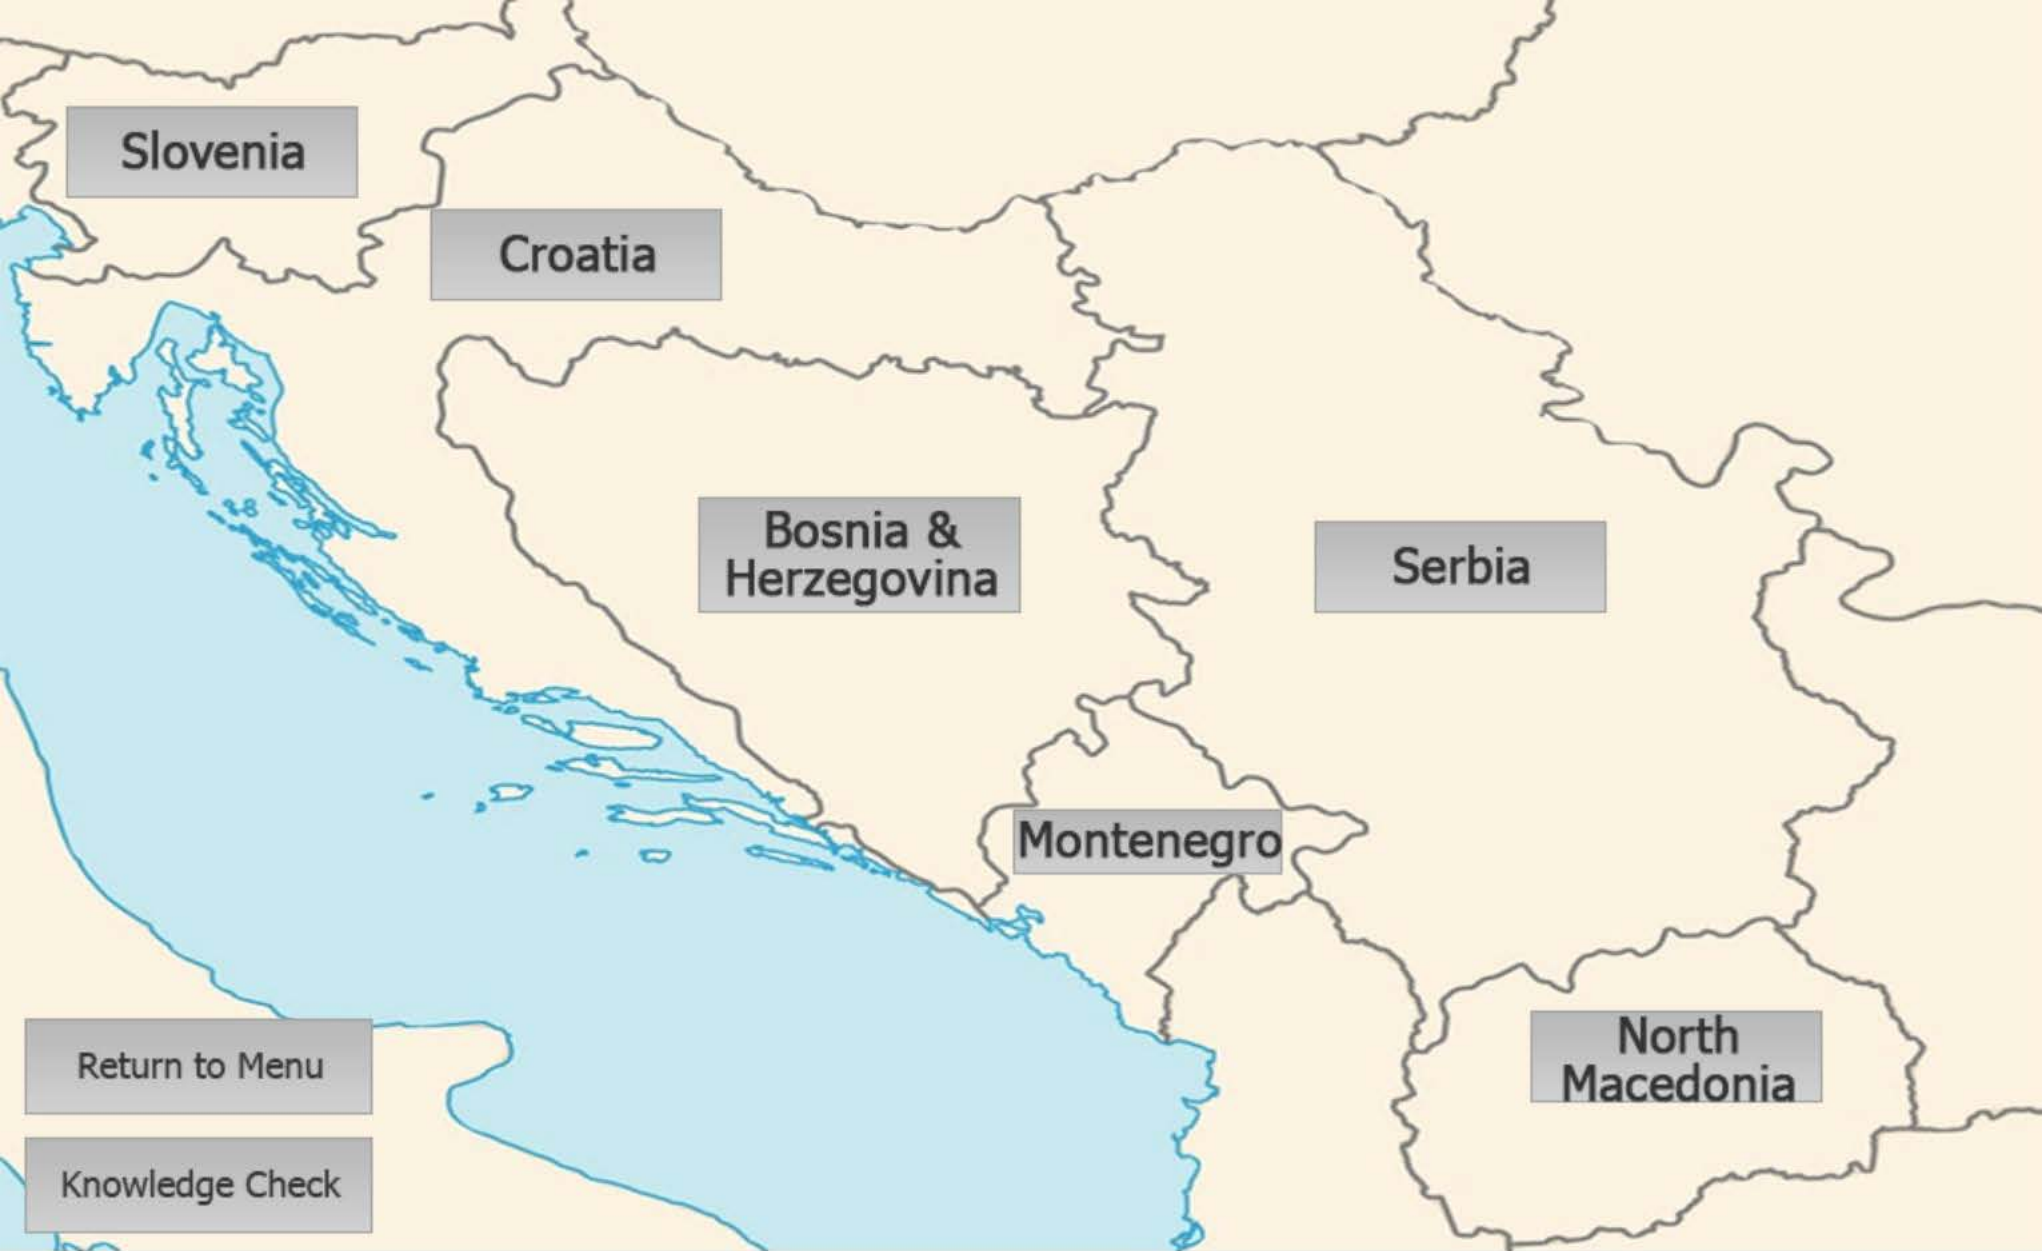 Slovenia
Croatia
Bosnia &
Herzegovina
Serbia
Montenegro
North
Macedonia
Return to Menu
Knowledge Check